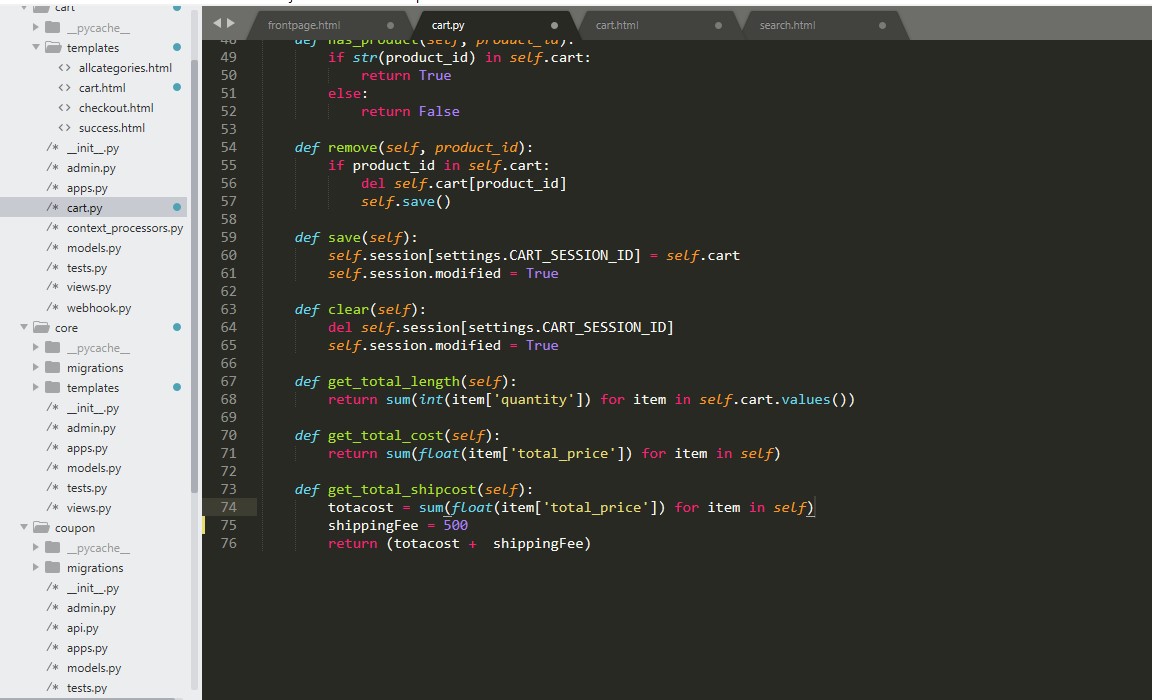 cart
__pycache__
templates
<> allcategories.html
<> cart.html
<> checkout.html
<> success.html
/* __init__.py
/* admin.py
/* apps.py
/* cart.py
/* context_processors.py
/* models.py
/* tests.py
/* views.py
/* webhook.py
core
__pycache__
migrations
templates
/* __init__.py
/* admin.py
/* apps.py
/* models.py
/* tests.py
/* views.py
coupon
__pycache__
migrations
/* __init__.py
/* admin.py
/* api.py
/* apps.py
/* models.py
/* tests.py
frontpage.html
cart.py
cart.html
search.html
48 def has_product(self, product_id):
49 if str(product_id) in self.cart:
50 return True
51 else:
52 return False
53
54 def remove(self, product_id):
55 if product_id in self.cart:
56 del self.cart[product_id]
57 self.save()
58
59 def save(self):
60 self.session[settings.CART_SESSION_ID] = self.cart
61 self.session.modified = True
62
63 def clear(self):
64 del self.session[settings.CART_SESSION_ID]
65 self.session.modified = True
66
67 def get_total_length(self):
68 return sum(int(item['quantity']) for item in self.cart.values())
69
70 def get_total_cost(self):
71 return sum(float(item['total_price']) for item in self)
72
73 def get_total_shipcost(self):
74 totacost = sum(float(item['total_price']) for item in self)
75 shippingFee = 500
76 return (totacost +  shippingFee)